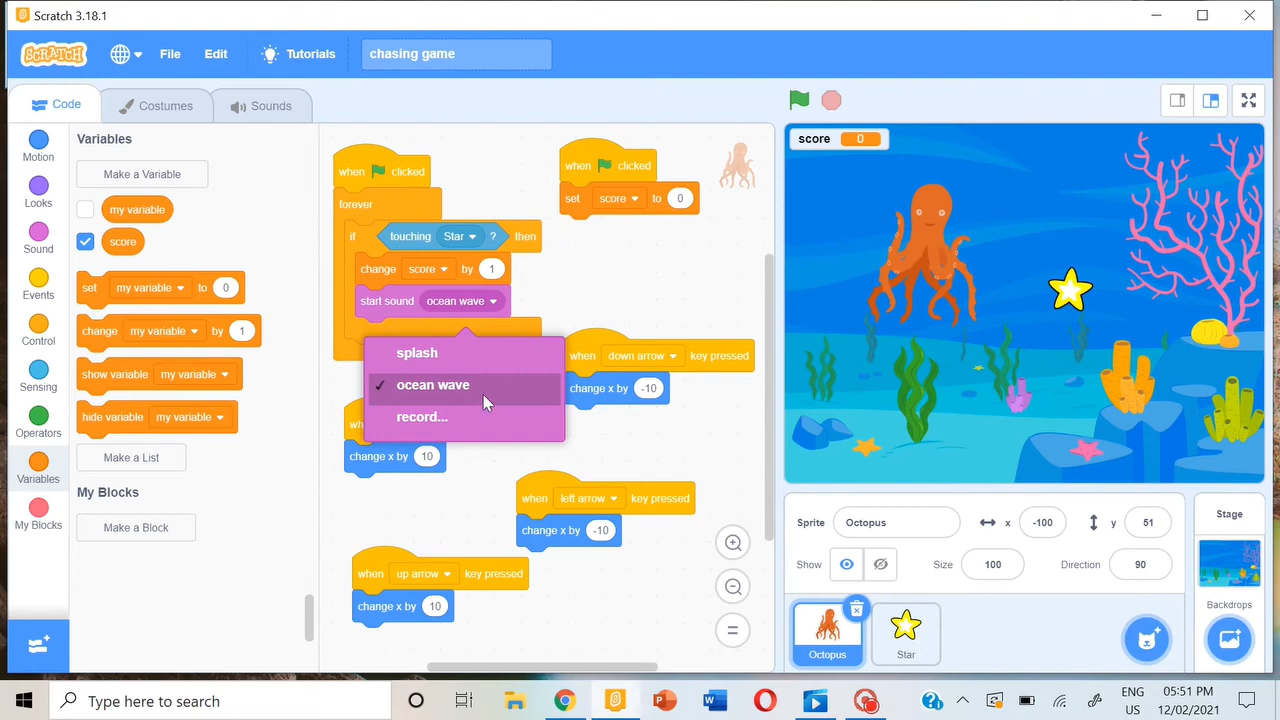 Scratch 3.18.1
SCRATCH
File
Edit
Tutorials
chasing game
Code
Costumes
Sounds
Motion
Looks
Sound
Events
Control
Sensing
Operators
Variables
My Blocks
Variables
Make a Variable
my variable
score
set my variable to 0
change my variable by 1
show variable my variable
hide variable my variable
Make a List
My Blocks
Make a Block
when clicked
forever
if touching Star ? then
change score by 1
start sound ocean wave
splash
✓ ocean wave
record...
when clicked
set score to 0
when down arrow key pressed
change x by -10
change x by 10
when left arrow key pressed
change x by -10
when up arrow key pressed
change x by 10
score 0
Sprite Octopus x -100 y 51
Show Size 100 Direction 90
Octopus
Star
Stage
Backdrops
Type here to search
ENG
US
05:51 PM
12/02/2021